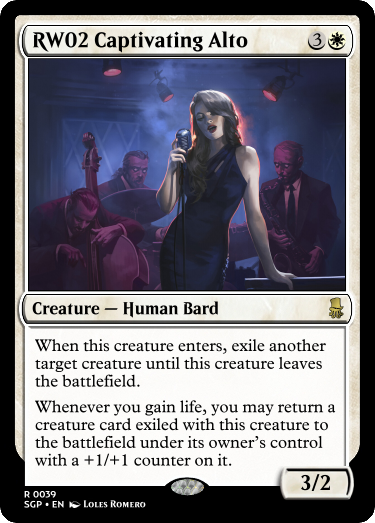 RW02 Captivating Alto 3
Creature — Human Bard
When this creature enters, exile another
target creature until this creature leaves
the battlefield.
Whenever you gain life, you may return a
creature card exiled with this creature to
the battlefield under its owner's control
with a +1/+1 counter on it.
3/2
R 0039
SGP • EN Loles Romero